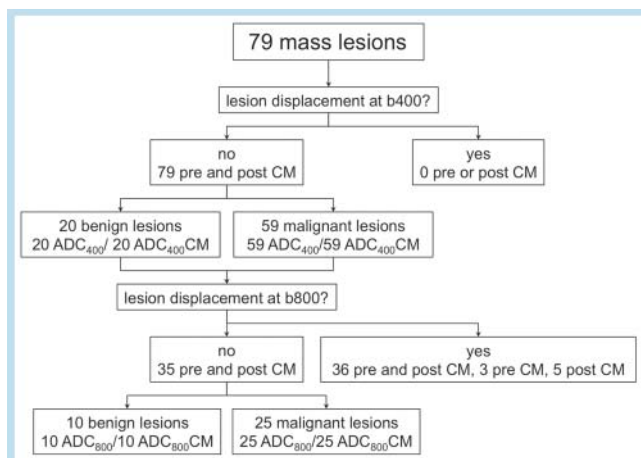 79 mass lesions
lesion displacement at b400?
no
79 pre and post CM
yes
0 pre or post CM
20 benign lesions
20 ADC400/ 20 ADC400CM
59 malignant lesions
59 ADC400/59 ADC400CM
lesion displacement at b800?
no
35 pre and post CM
yes
36 pre and post CM, 3 pre CM, 5 post CM
10 benign lesions
10 ADC800/10 ADC800CM
25 malignant lesions
25 ADC800/25 ADC800CM